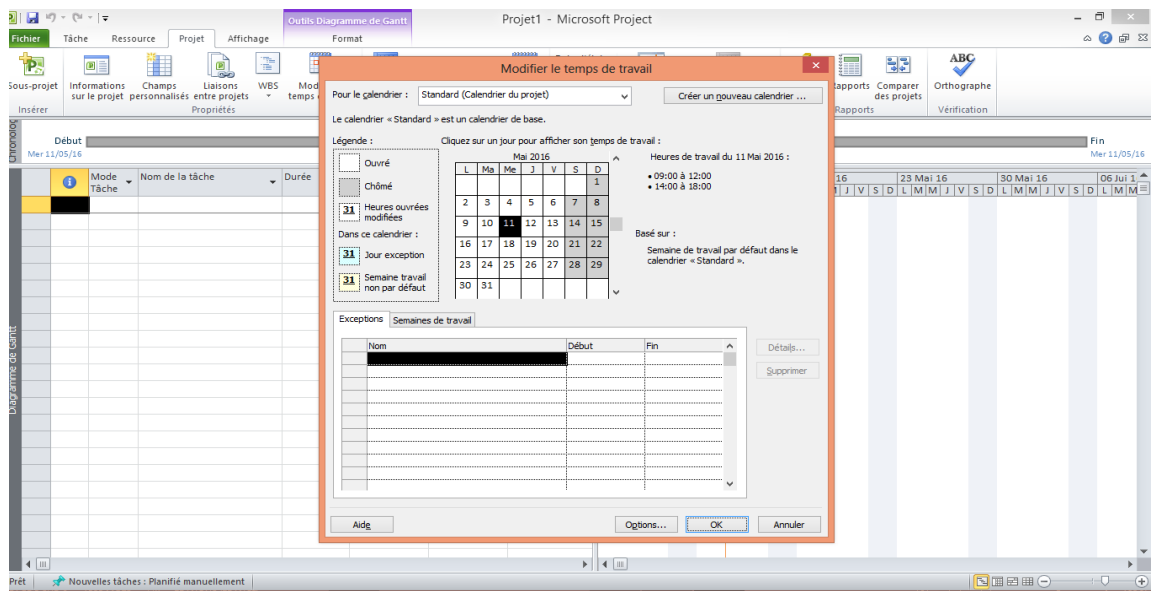 Outils Diagramme de Gantt
Projet1 - Microsoft Project
Fichier Tâche Ressource Projet Affichage Format
Sous-projet
Informations sur le projet
Champs personnalisés
Liaisons entre projets
WBS
Comparer des projets
Orthographe
Insérer Propriétés Rapports Vérification
Début
Mer 11/05/16
Fin
Mer 11/05/16
Mode Tâche
Nom de la tâche
Durée
23 Mai 16 30 Mai 16 06 Jui 1
J V S D L M M J V S D L M M J V S D L M M
Diagramme de Gantt
Modifier le temps de travail
Pour le calendrier : Standard (Calendrier du projet) Créer un nouveau calendrier ...
Le calendrier « Standard » est un calendrier de base.
Légende :
Ouvré
Chômé
31 Heures ouvrées modifiées
Dans ce calendrier :
31 Jour exception
31 Semaine travail non par défaut
Cliquez sur un jour pour afficher son temps de travail :
Mai 2016
L Ma Me J V S D
1
2 3 4 5 6 7 8
9 10 11 12 13 14 15
16 17 18 19 20 21 22
23 24 25 26 27 28 29
30 31
Heures de travail du 11 Mai 2016 :
• 09:00 à 12:00
• 14:00 à 18:00
Basé sur :
Semaine de travail par défaut dans le
calendrier « Standard ».
Exceptions Semaines de travail
Nom Début Fin
Détails...
Supprimer
Aide Options... OK Annuler
Prêt Nouvelles tâches : Planifié manuellement